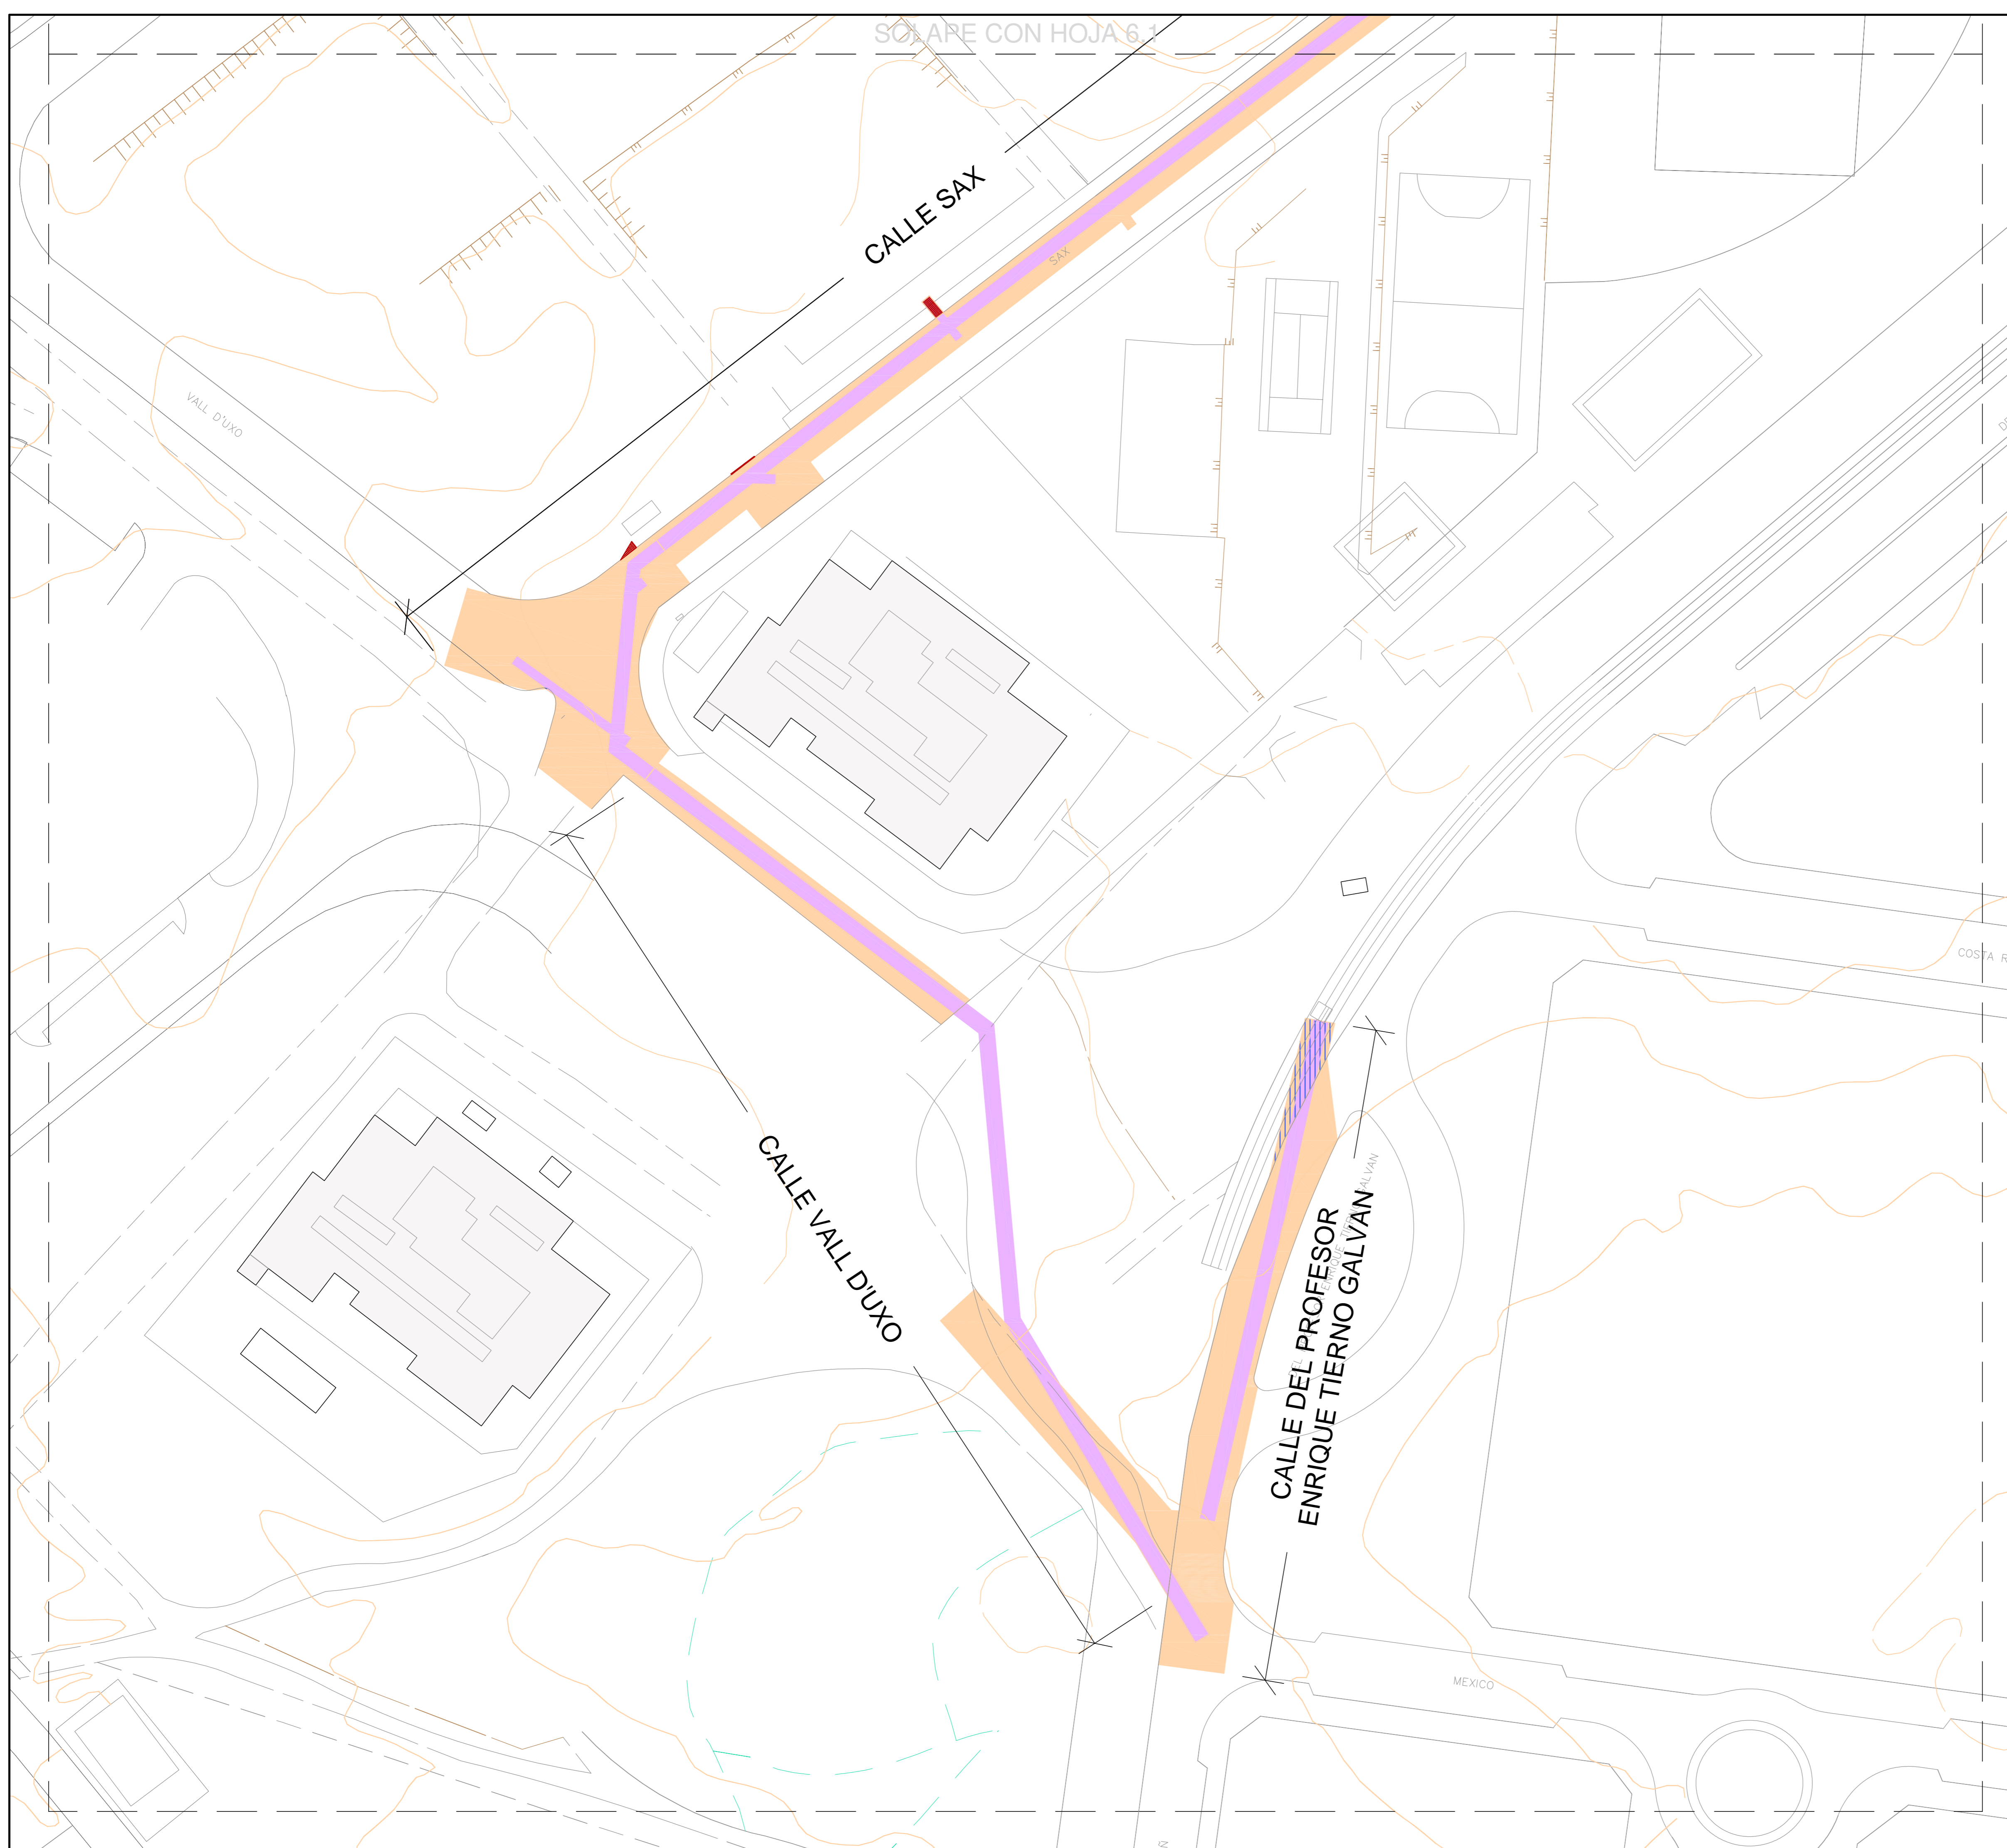 SOLAPE CON HOJA 6.1
CALLE SAX
SAX
VALL D'UXO
COSTA R
CALLE VALL D'UXO
CALLE DEL PROFESOR
ENRIQUE TIERNO GALVAN
MEXICO